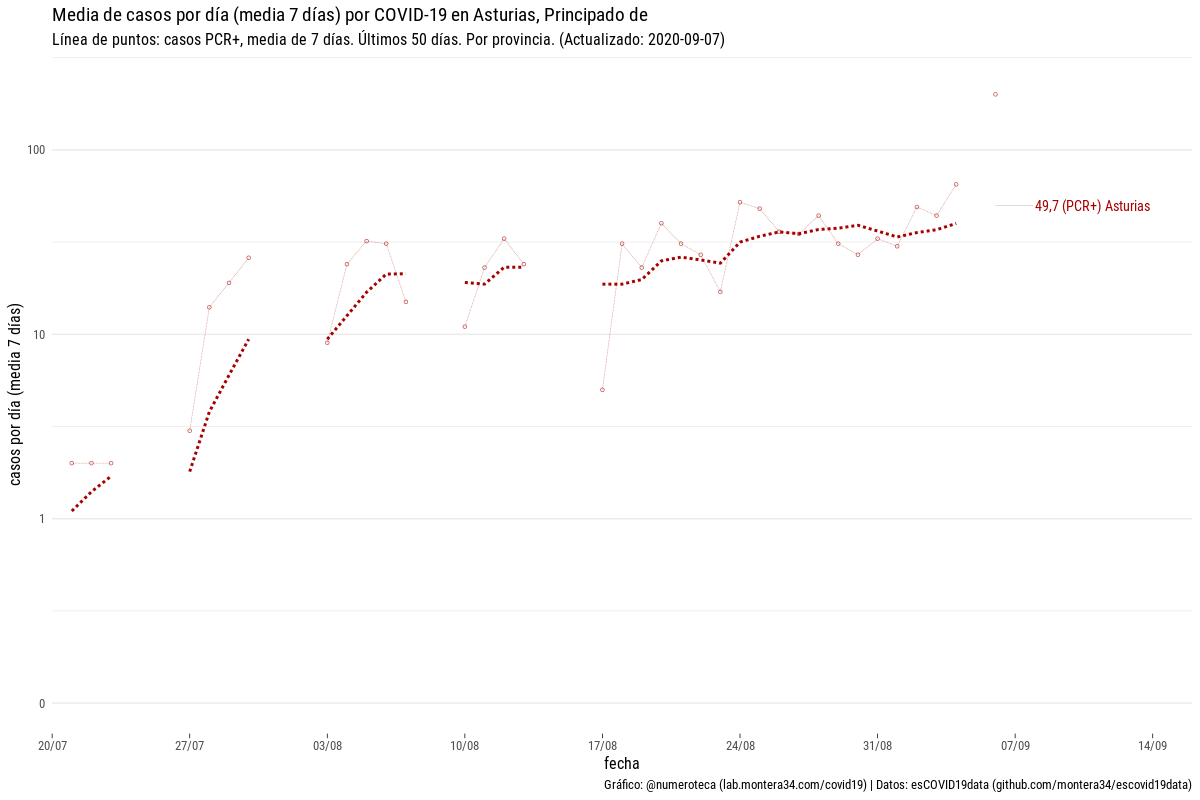 Media de casos por día (media 7 días) por COVID-19 en Asturias, Principado de
Línea de puntos: casos PCR+, media de 7 días. Últimos 50 días. Por provincia. (Actualizado: 2020-09-07)
casos por día (media 7 días)
100
10
1
0
49,7 (PCR+) Asturias
20/07 27/07 03/08 10/08 17/08 24/08 31/08 07/09 14/09
fecha
Gráfico: @numeroteca (lab.montera34.com/covid19) | Datos: esCOVID19data (github.com/montera34/escovid19data)